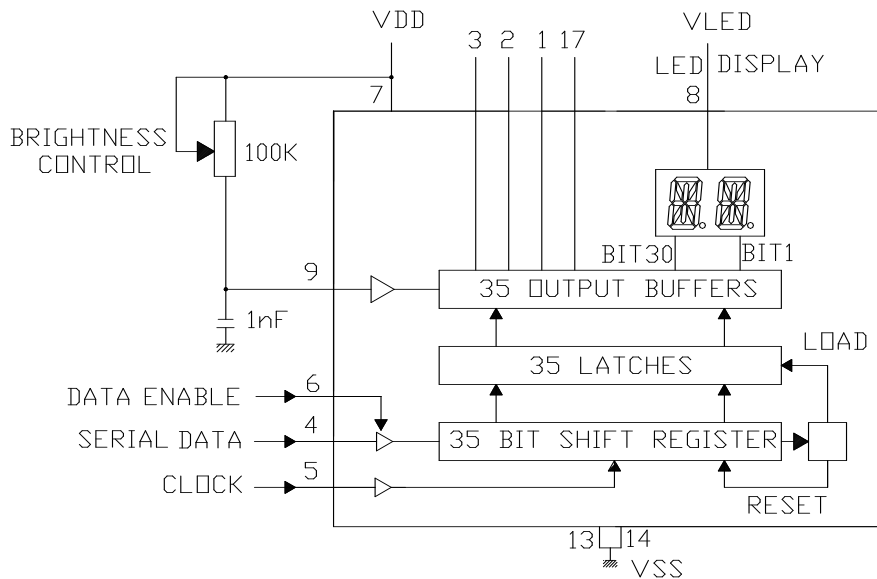 VDD
VLED
3 2 1 17
LED DISPLAY
7
8
BRIGHTNESS
CONTROL
100K
BIT30
BIT1
9
35 OUTPUT BUFFERS
1nF
LOAD
35 LATCHES
6
DATA ENABLE
4
SERIAL DATA
35 BIT SHIFT REGISTER
5
CLOCK
RESET
13 14
VSS